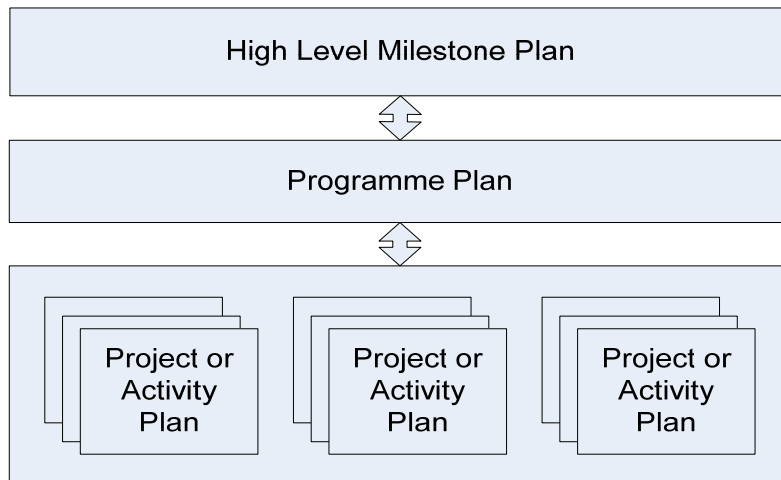 High Level Milestone Plan
Programme Plan
Project or
Activity
Plan
Project or
Activity
Plan
Project or
Activity
Plan